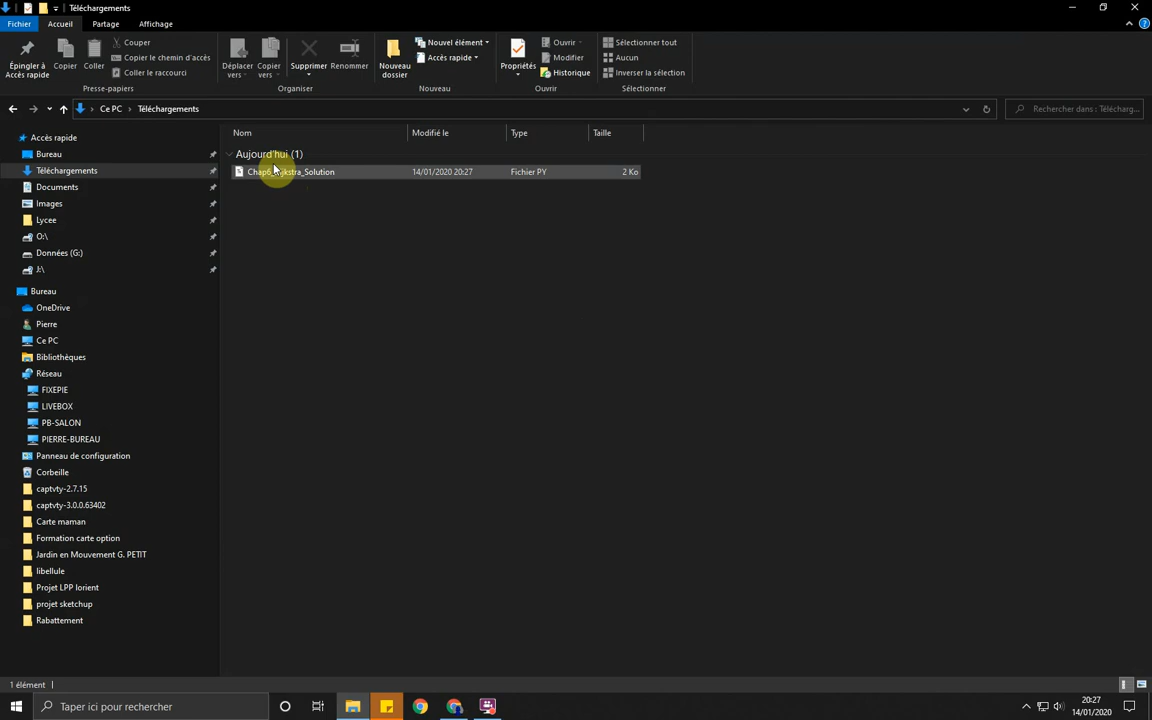 Téléchargements
Fichier Accueil Partage Affichage
Épingler à Accès rapide
Copier
Coller
Couper
Copier le chemin d'accès
Coller le raccourci
Presse-papiers
Déplacer vers
Copier vers
Supprimer
Renommer
Organiser
Nouveau dossier
Nouvel élément
Accès rapide
Nouveau
Propriétés
Ouvrir
Modifier
Historique
Ouvrir
Sélectionner tout
Aucun
Inverser la sélection
Sélectionner
Ce PC › Téléchargements
Rechercher dans : Télécharg...
Nom Modifié le Type Taille
Aujourd'hui (1)
14/01/2020 20:27 Fichier PY 2 Ko
Accès rapide
Bureau
Téléchargements
Documents
Images
Lycee
O:\
Données (G:)
J:\
Bureau
OneDrive
Pierre
Ce PC
Bibliothèques
Réseau
FIXEPIE
LIVEBOX
PB-SALON
PIERRE-BUREAU
Panneau de configuration
Corbeille
captvty-2.7.15
captvty-3.0.0.63402
Carte maman
Formation carte option
Jardin en Mouvement G. PETIT
libellule
Projet LPP lorient
projet sketchup
Rabattement
1 élément
Taper ici pour rechercher
20:27
14/01/2020